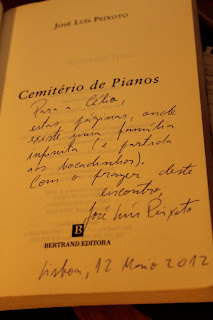 JOSÉ LUÍS PEIXOTO
Cemitério de Pianos
Para a Célia,
estas páginas, onde
existe uma família
infinita (e partida
aos bocadinhos).
Com o prazer deste
encontro,
José Luís Peixoto
B
BERTRAND EDITORA
Lisboa, 12 Maio 2012